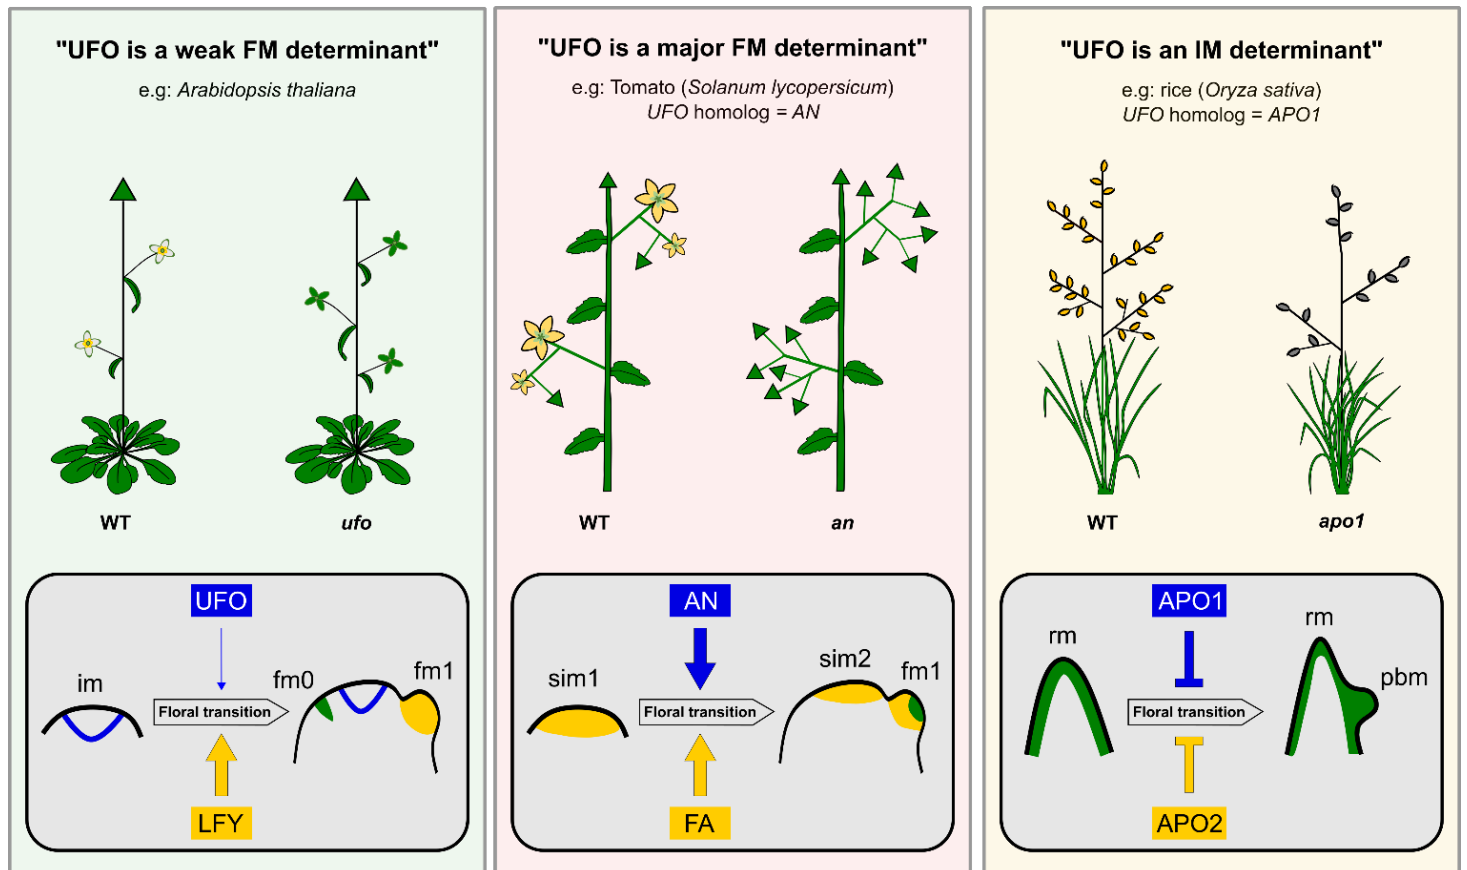 "UFO is a weak FM determinant"
e.g: Arabidopsis thaliana
WT
ufo
UFO
im
fm0
fm1
Floral transition
LFY
"UFO is a major FM determinant"
e.g: Tomato (Solanum lycopersicum)
UFO homolog = AN
WT
an
AN
sim1
sim2
fm1
Floral transition
FA
"UFO is an IM determinant"
e.g: rice (Oryza sativa)
UFO homolog = APO1
WT
apo1
APO1
rm
rm
pbm
Floral transition
APO2